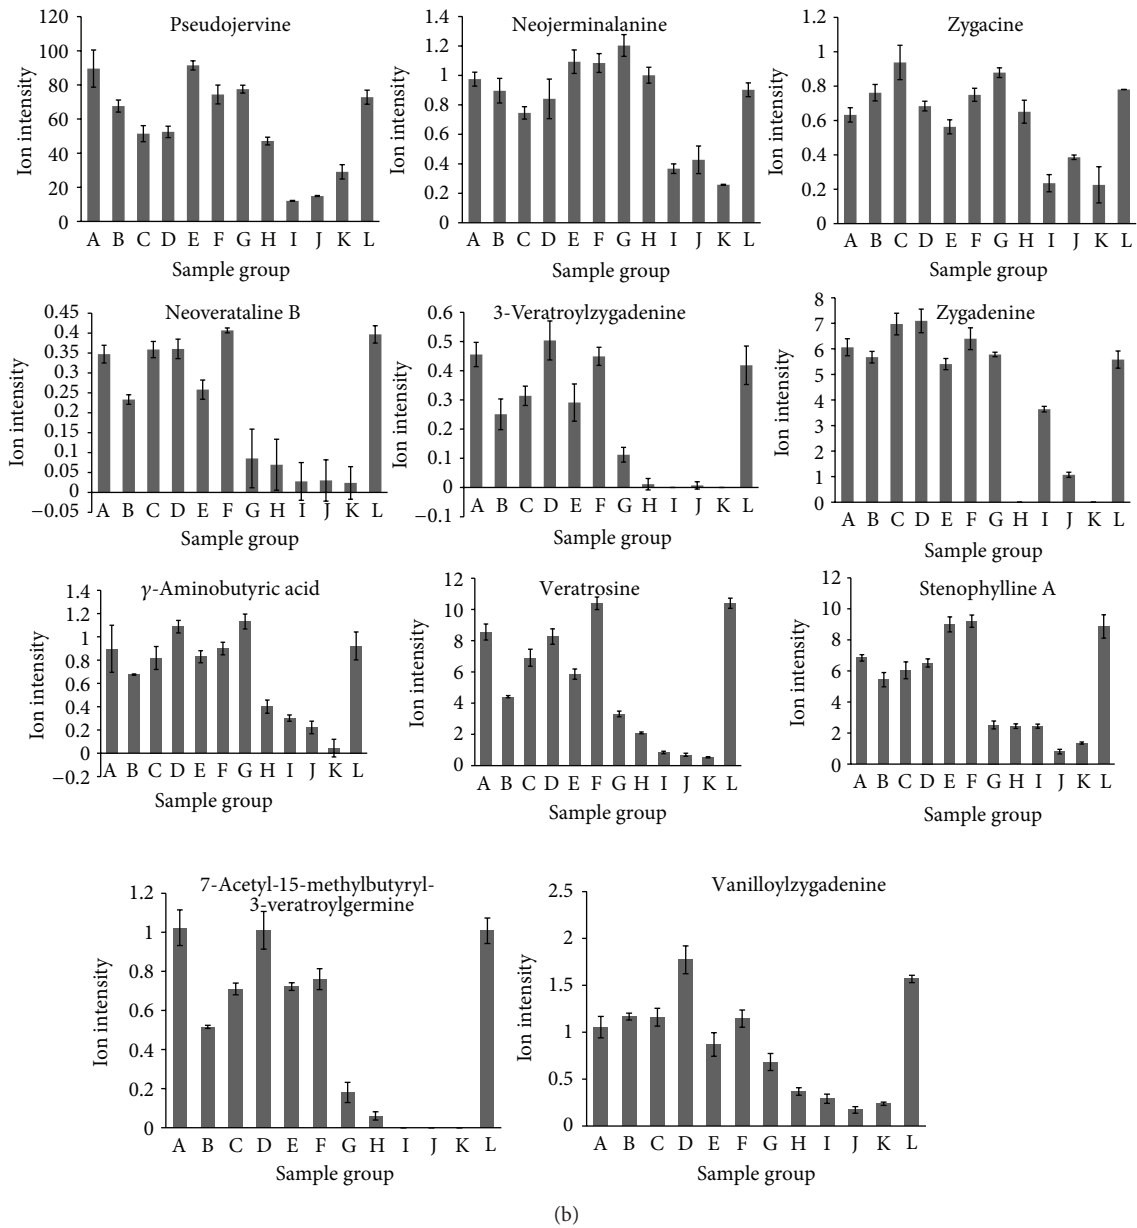 Pseudojervine
120
100
80
60
40
20
0
Ion intensity
A B C D E F G H I J K L
Sample group
Neojerminalanine
1.4
1.2
1
0.8
0.6
0.4
0.2
0
Ion intensity
A B C D E F G H I J K L
Sample group
Zygacine
1.2
1
0.8
0.6
0.4
0.2
0
Ion intensity
A B C D E F G H I J K L
Sample group
Neoverataline B
0.45
0.4
0.35
0.3
0.25
0.2
0.15
0.1
0.05
0
−0.05
Ion intensity
A B C D E F G H I J K L
Sample group
3-Veratroylzygadenine
0.6
0.5
0.4
0.3
0.2
0.1
0
−0.1
Ion intensity
A B C D E F G H I J K L
Sample group
Zygadenine
8
7
6
5
4
3
2
1
0
Ion intensity
A B C D E F G H I J K L
Sample group
γ-Aminobutyric acid
1.4
1.2
1
0.8
0.6
0.4
0.2
0
−0.2
Ion intensity
A B C D E F G H I J K L
Sample group
Veratrosine
12
10
8
6
4
2
0
Ion intensity
A B C D E F G H I J K L
Sample group
Stenophylline A
12
10
8
6
4
2
0
Ion intensity
A B C D E F G H I J K L
Sample group
7-Acetyl-15-methylbutyryl-
3-veratroylgermine
1.2
1
0.8
0.6
0.4
0.2
0
Ion intensity
A B C D E F G H I J K L
Sample group
Vanilloylzygadenine
2.5
2
1.5
1
0.5
0
Ion intensity
A B C D E F G H I J K L
Sample group
(b)